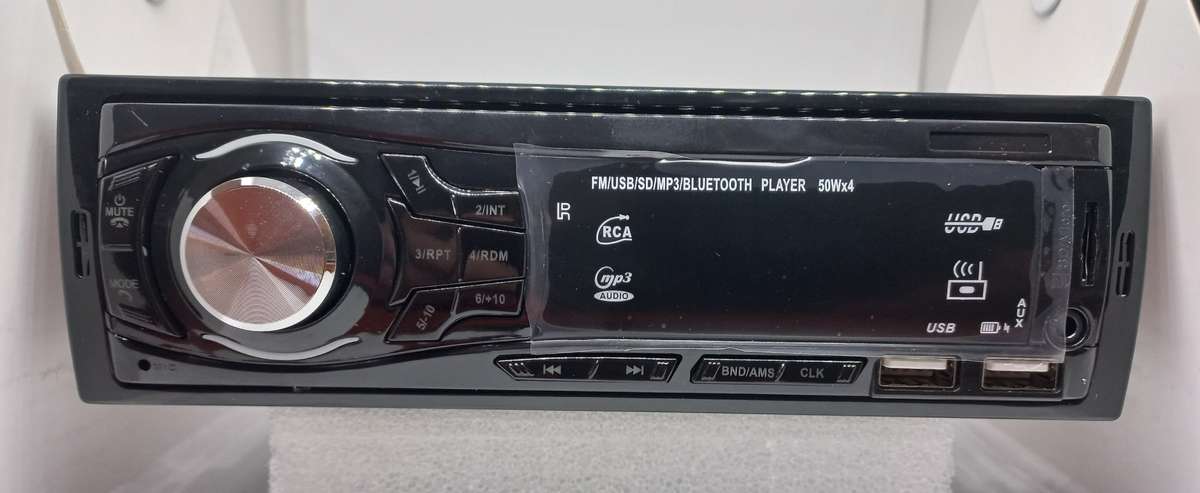 FM/USB/SD/MP3/BLUETOOTH PLAYER 50Wx4
MUTE
MODE
1/
2/INT
3/RPT
4/RDM
5/-10
6/+10
RCA
mp3
AUDIO
USB
USB
AUX
BND/AMS
CLK